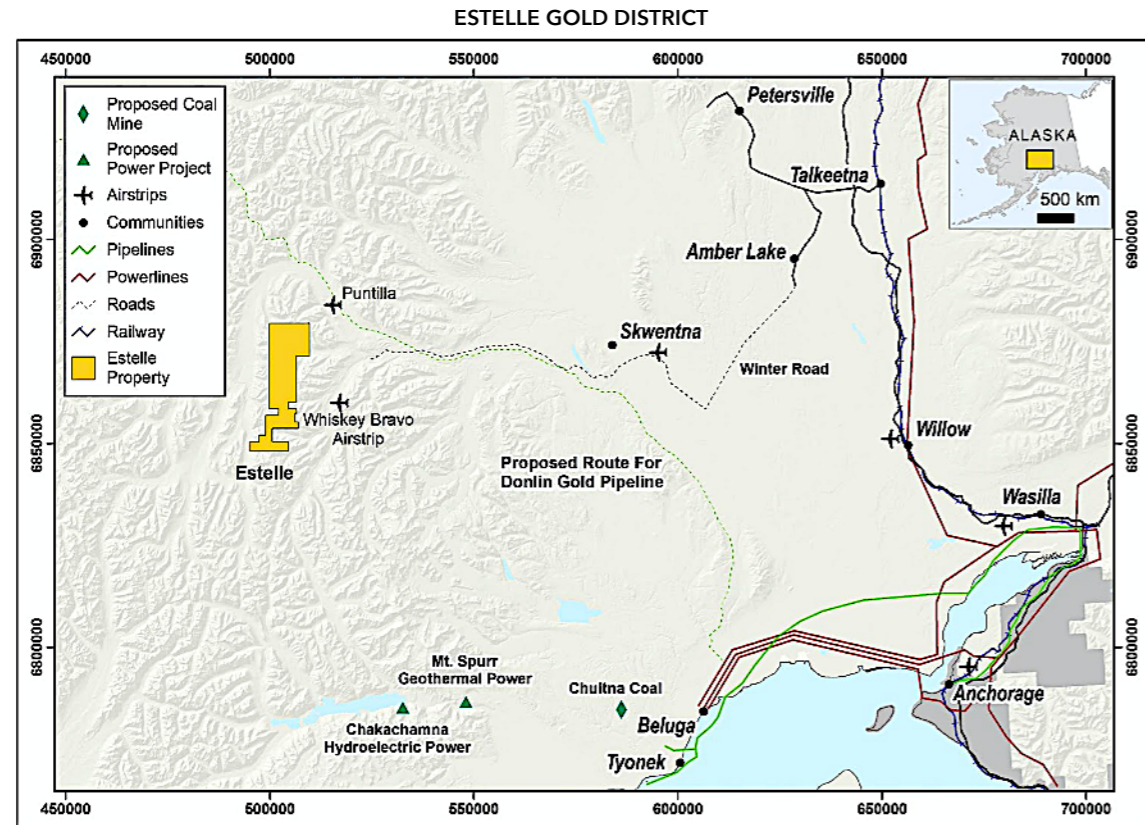 ESTELLE GOLD DISTRICT
450000
500000
550000
600000
650000
700000
Proposed Coal
Mine
Proposed
Power Project
Airstrips
Communities
Pipelines
Powerlines
Roads
Railway
Estelle
Property
ALASKA
500 km
Petersville
Talkeetna
6900000
6900000
Amber Lake
Puntilla
Skwentna
Winter Road
Whiskey Bravo
Airstrip
Willow
6850000
6850000
Estelle
Proposed Route For
Donlin Gold Pipeline
Wasilla
6800000
6800000
Mt. Spurr
Geothermal Power
Chuitna Coal
Chakachamna
Hydroelectric Power
Beluga
Anchorage
Tyonek
450000
500000
550000
600000
650000
700000